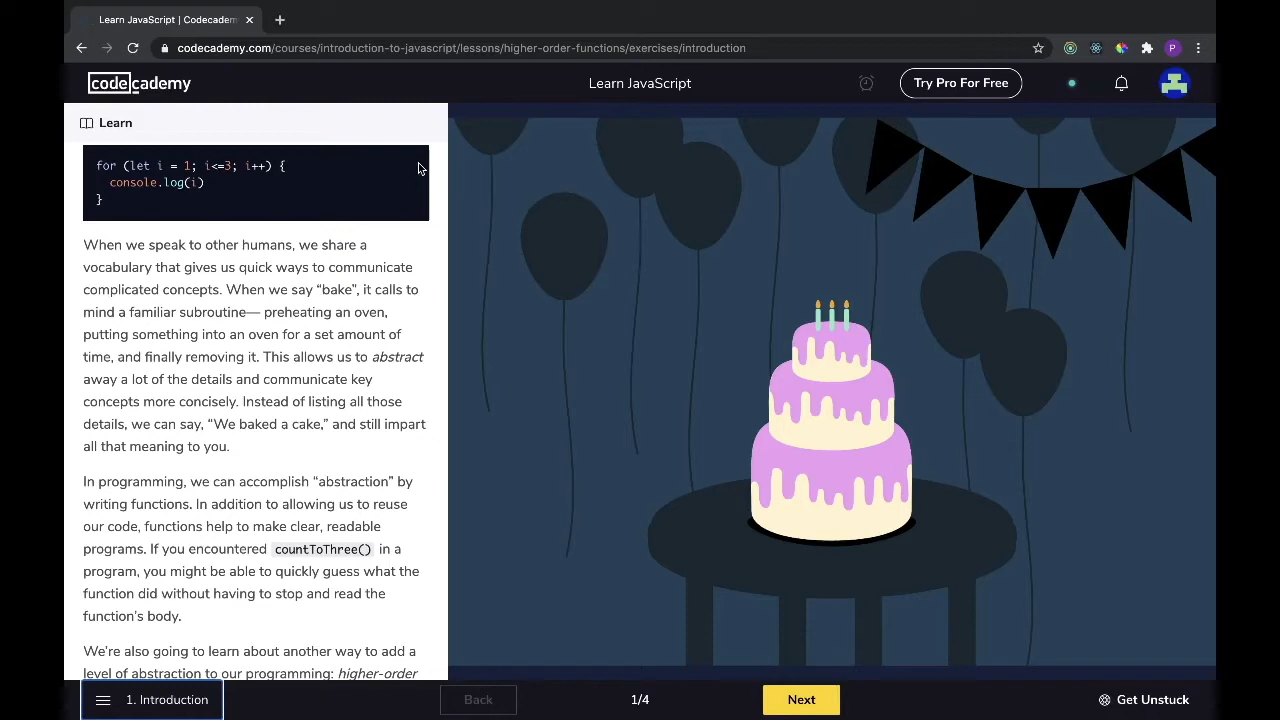 Learn JavaScript | Codecadem
codecademy.com/courses/introduction-to-javascript/lessons/higher-order-functions/exercises/introduction
P
codecademy
Learn JavaScript
Try Pro For Free
Learn
for (let i = 1; i<=3; i++) {
console.log(i)
}
When we speak to other humans, we share a
vocabulary that gives us quick ways to communicate
complicated concepts. When we say “bake”, it calls to
mind a familiar subroutine— preheating an oven,
putting something into an oven for a set amount of
time, and finally removing it. This allows us to abstract
away a lot of the details and communicate key
concepts more concisely. Instead of listing all those
details, we can say, “We baked a cake,” and still impart
all that meaning to you.
In programming, we can accomplish “abstraction” by
writing functions. In addition to allowing us to reuse
our code, functions help to make clear, readable
programs. If you encountered countToThree() in a
program, you might be able to quickly guess what the
function did without having to stop and read the
function’s body.
We’re also going to learn about another way to add a
level of abstraction to our programming: higher-order
1. Introduction
Back
1/4
Next
Get Unstuck